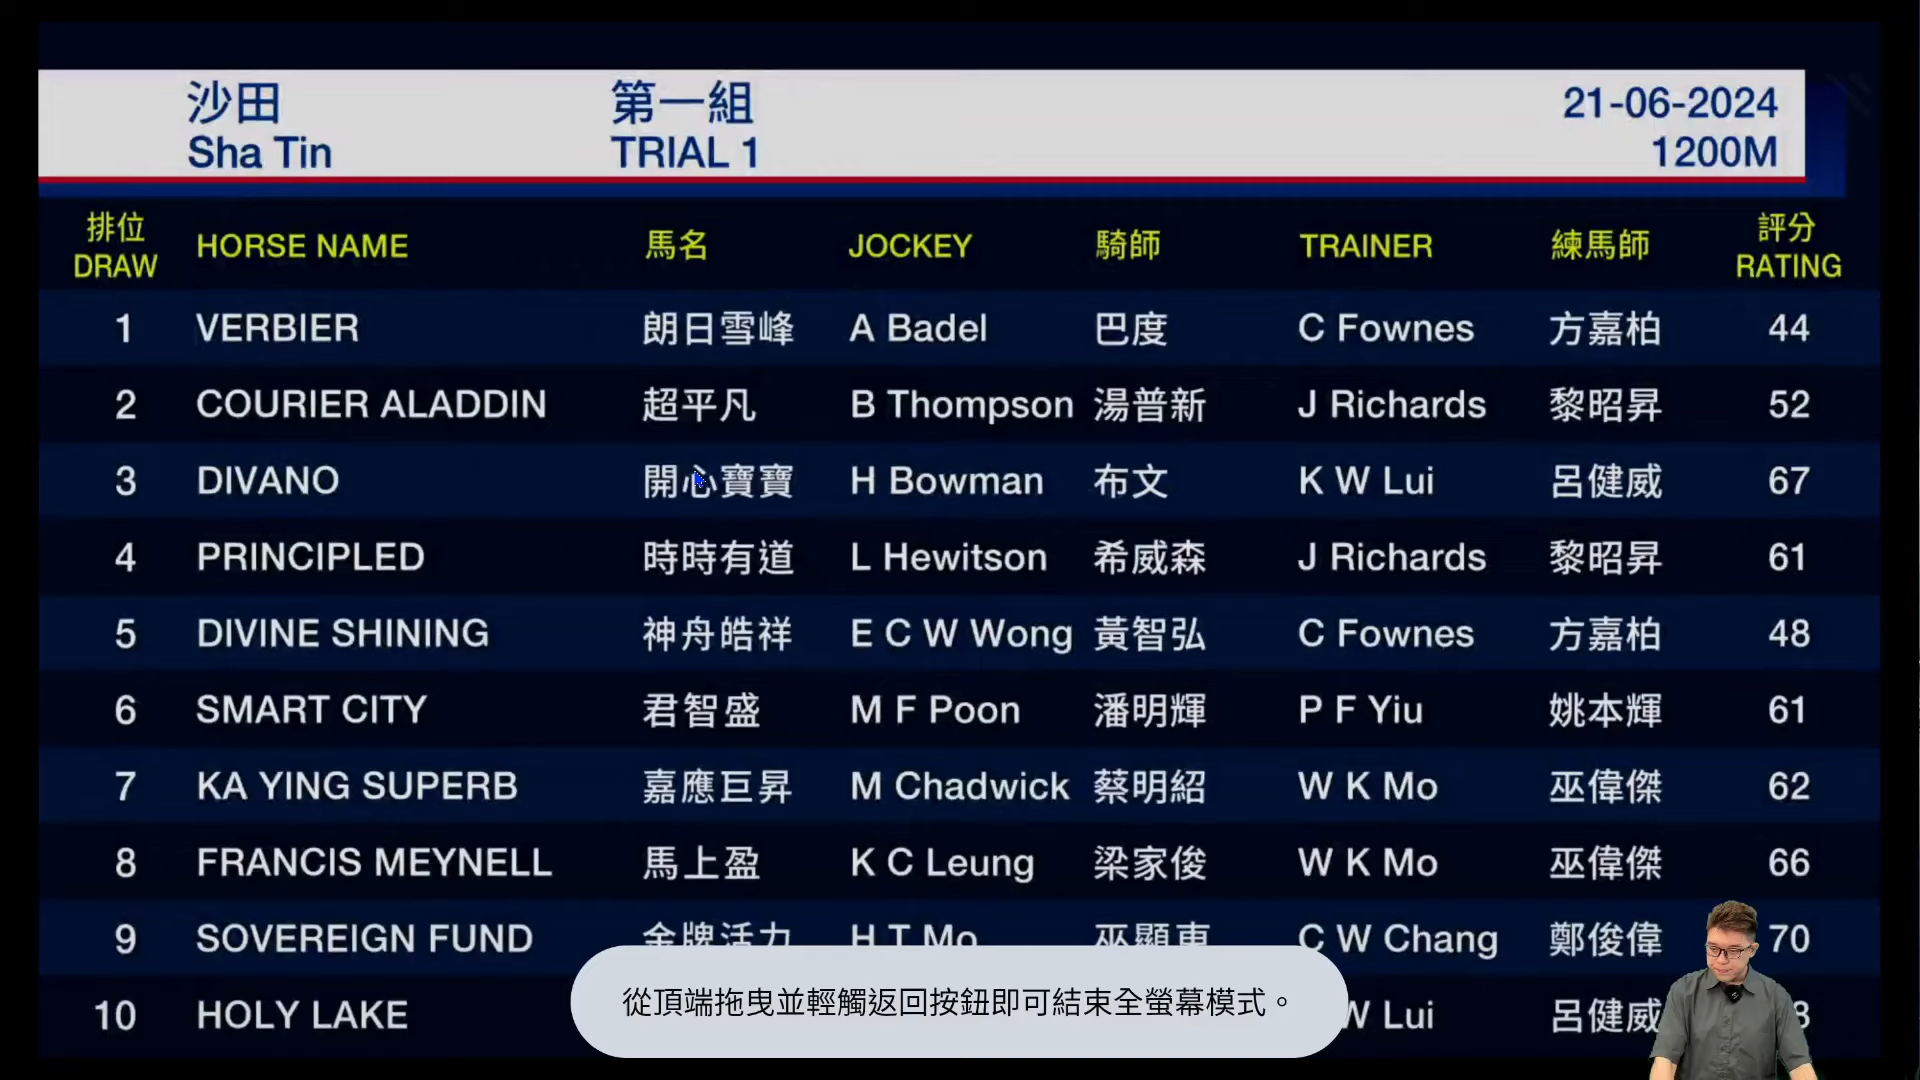 沙田 第一組 21-06-2024
Sha Tin TRIAL 1 1200M
排位 DRAW HORSE NAME 馬名 JOCKEY 騎師 TRAINER 練馬師 評分 RATING
1 VERBIER 朗日雪峰 A Badel 巴度 C Fownes 方嘉柏 44
2 COURIER ALADDIN 超平凡 B Thompson 湯普新 J Richards 黎昭昇 52
3 DIVANO 開心寶寶 H Bowman 布文 K W Lui 呂健威 67
4 PRINCIPLED 時時有道 L Hewitson 希威森 J Richards 黎昭昇 61
5 DIVINE SHINING 神舟皓祥 E C W Wong 黃智弘 C Fownes 方嘉柏 48
6 SMART CITY 君智盛 M F Poon 潘明輝 P F Yiu 姚本輝 61
7 KA YING SUPERB 嘉應巨昇 M Chadwick 蔡明紹 W K Mo 巫偉傑 62
8 FRANCIS MEYNELL 馬上盈 K C Leung 梁家俊 W K Mo 巫偉傑 66
9 SOVEREIGN FUND 金牌活力 H T Mo 巫顯東 C W Chang 鄭俊偉 70
10 HOLY LAKE W Lui 呂健威
從頂端拖曳並輕觸返回按鈕即可結束全螢幕模式。